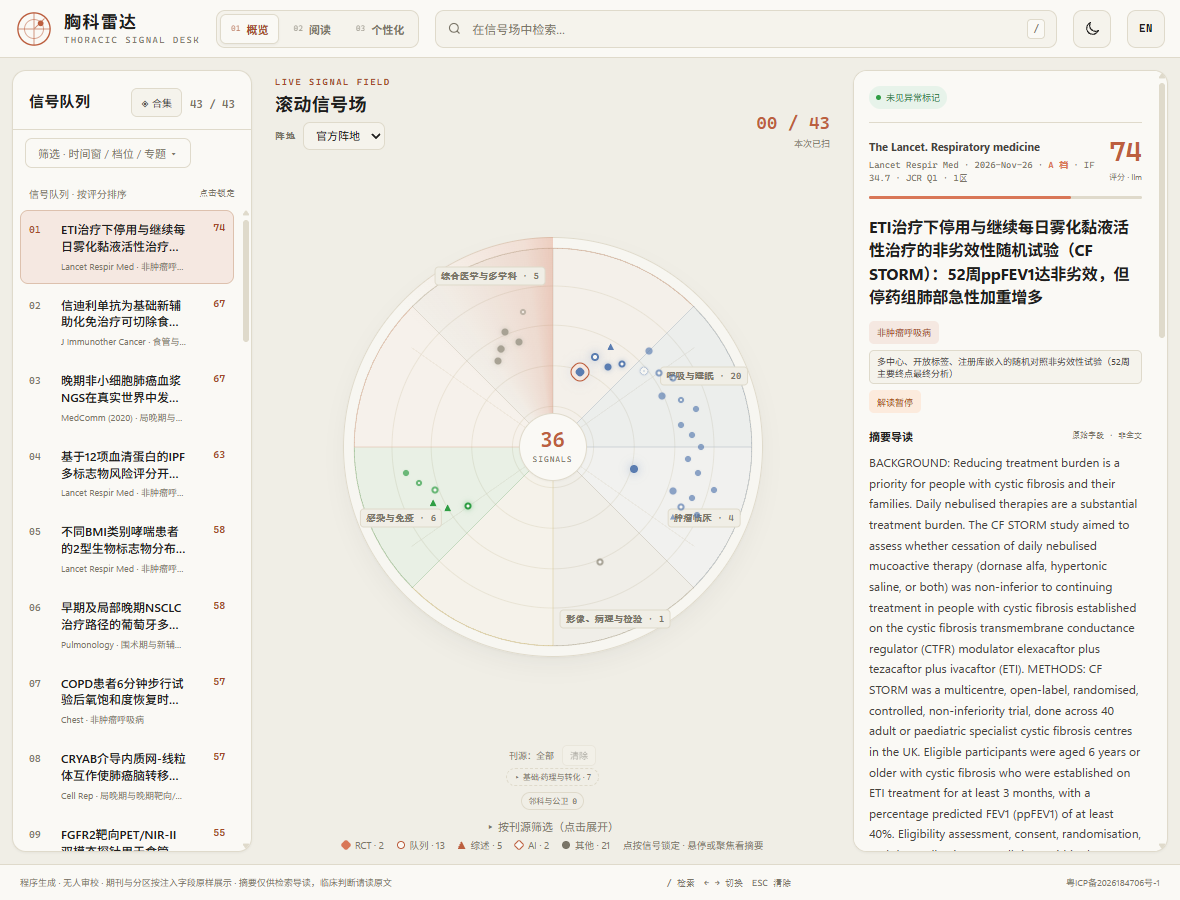 胸科雷达
THORACIC SIGNAL DESK
01 概览
02 阅读
03 个性化
在信号场中检索…
/
EN
信号队列
◈ 合集
43 / 43
筛选 · 时间窗 / 档位 / 专题
信号队列 · 按评分排序
点击锁定
01
ETI治疗下停用与继续每
日雾化黏液活性治疗…
74
Lancet Respir Med · 非肿瘤呼…
02
信迪利单抗为基础新辅
助化免治疗可切除食…
67
J Immunother Cancer · 食管与…
03
晚期非小细胞肺癌血浆
NGS在真实世界中发…
67
MedComm (2020) · 局晚期与…
04
基于12项血清蛋白的IPF
多标志物风险评分开…
63
Lancet Respir Med · 非肿瘤呼…
05
不同BMI类别哮喘患者
的2型生物标志物分布…
58
Lancet Respir Med · 非肿瘤呼…
06
早期及局部晚期NSCLC
治疗路径的葡萄牙多…
58
Pulmonology · 围术期与新辅…
07
COPD患者6分钟步行试
验后氧饱和度恢复时…
57
Chest · 非肿瘤呼吸病
08
CRYAB介导内质网-线粒
体互作使肺癌脑转移…
57
Cell Rep · 局晚期与晚期靶向/…
09
FGFR2靶向PET/NIR-II
55
LIVE SIGNAL FIELD
滚动信号场
阵地
官方阵地
00 / 43
本次已扫
综合医学与多学科 · 5
呼吸与睡眠 · 20
36
SIGNALS
感染与免疫 · 6
肿瘤临床 · 4
影像、病理与检验 · 1
刊源: 全部
清除
基础药理与转化 · 7
邻科与公卫 0
按刊源筛选（点击展开）
RCT · 2
队列 · 13
综述 · 5
AI · 2
其他 · 21
点按信号锁定 · 悬停或聚焦看摘要
未见异常标记
The Lancet. Respiratory medicine
74
Lancet Respir Med · 2026-Nov-26 · A 档 · IF
34.7 · JCR Q1 · 1区
评分 · llm
ETI治疗下停用与继续每日雾化黏液活
性治疗的非劣效性随机试验（CF
STORM）：52周ppFEV1达非劣效，但
停药组肺部急性加重增多
非肿瘤呼吸病
多中心、开放标签、注册库嵌入的随机对照非劣效性试验（52周
主要终点最终分析）
解读暂停
摘要导读
原始字段 · 非全文
BACKGROUND: Reducing treatment burden is a
priority for people with cystic fibrosis and their
families. Daily nebulised therapies are a substantial
treatment burden. The CF STORM study aimed to
assess whether cessation of daily nebulised
mucoactive therapy (dornase alfa, hypertonic
saline, or both) was non-inferior to continuing
treatment in people with cystic fibrosis established
on the cystic fibrosis transmembrane conductance
regulator (CFTR) modulator elexacaftor plus
tezacaftor plus ivacaftor (ETI). METHODS: CF
STORM was a multicentre, open-label, randomised,
controlled, non-inferiority trial, done across 40
adult or paediatric specialist cystic fibrosis centres
in the UK. Eligible participants were aged 6 years or
older with cystic fibrosis who were established on
ETI treatment for at least 3 months, with a
percentage predicted FEV1 (ppFEV1) of at least
40%. Eligibility assessment, consent, randomisation,
程序生成 · 无人审校 · 期刊与分区按注入字段原样展示 · 摘要仅供检索导读，临床判断请读原文
/ 检索 ← → 切换 ESC 清除
粤ICP备2026184706号-1